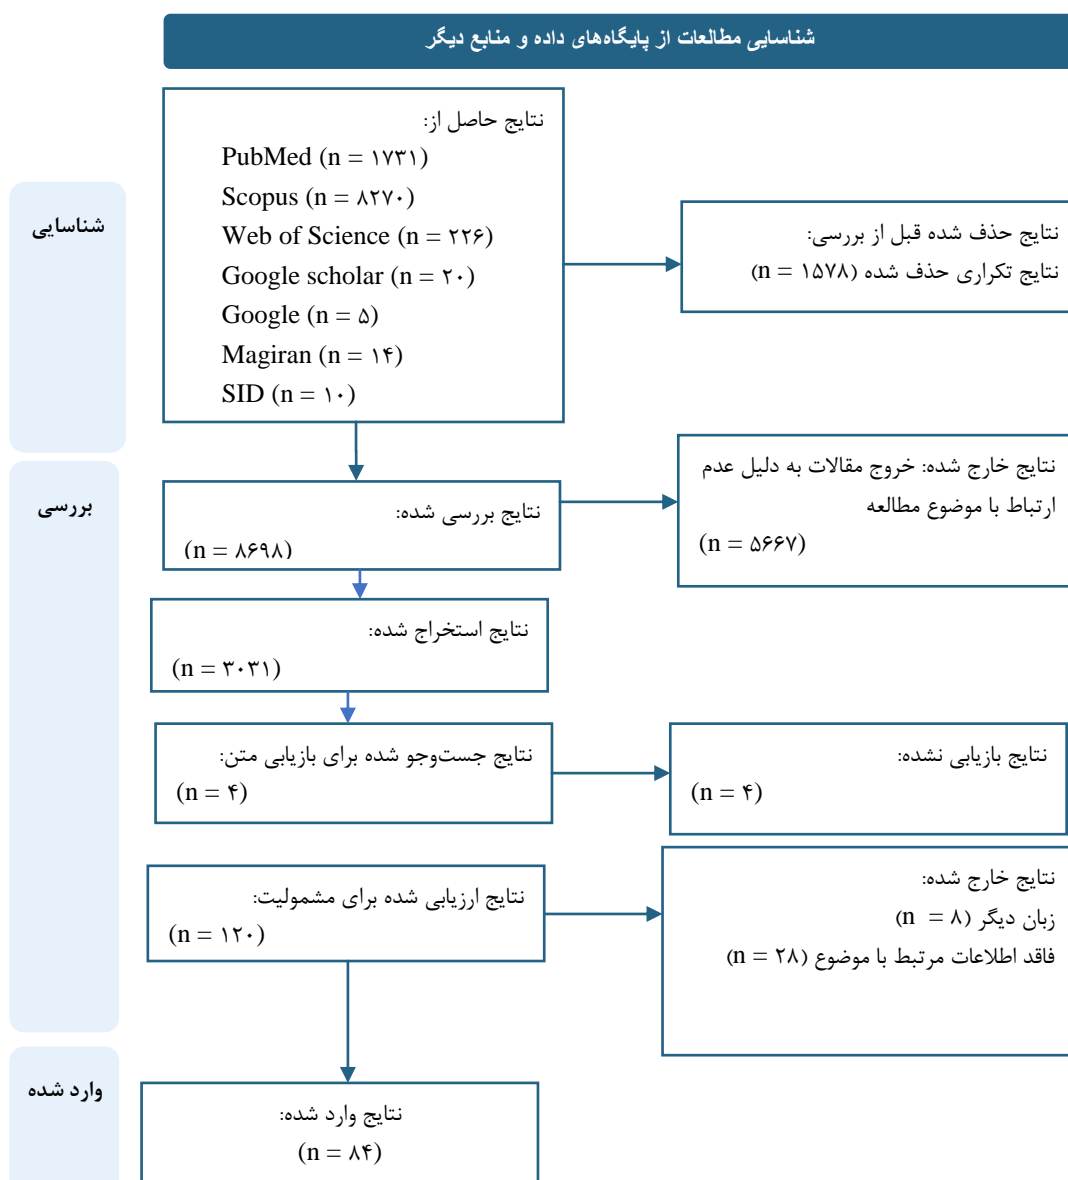 شناسایی مطالعات از پایگاه‌های داده و منابع دیگر
شناسایی
نتایج حاصل از:
PubMed (n = ۱۷۳۱)
Scopus (n = ۸۲۷۰)
Web of Science (n = ۲۲۶)
Google scholar (n = ۲۰)
Google (n = ۵)
Magiran (n = ۱۴)
SID (n = ۱۰)
نتایج حذف شده قبل از بررسی:
نتایج تکراری حذف شده (n = ۱۵۷۸)
بررسی
نتایج بررسی شده:
(n = ۸۶۹۸)
نتایج خارج شده: خروج مقالات به دلیل عدم
ارتباط با موضوع مطالعه
(n = ۵۶۶۷)
نتایج استخراج شده:
(n = ۳۰۳۱)
نتایج جست‌وجو شده برای بازیابی متن:
(n = ۴)
نتایج بازیابی نشده:
(n = ۴)
نتایج ارزیابی شده برای مشمولیت:
(n = ۱۲۰)
نتایج خارج شده:
زبان دیگر (n = ۸)
فاقد اطلاعات مرتبط با موضوع (n = ۲۸)
وارد شده
نتایج وارد شده:
(n = ۸۴)